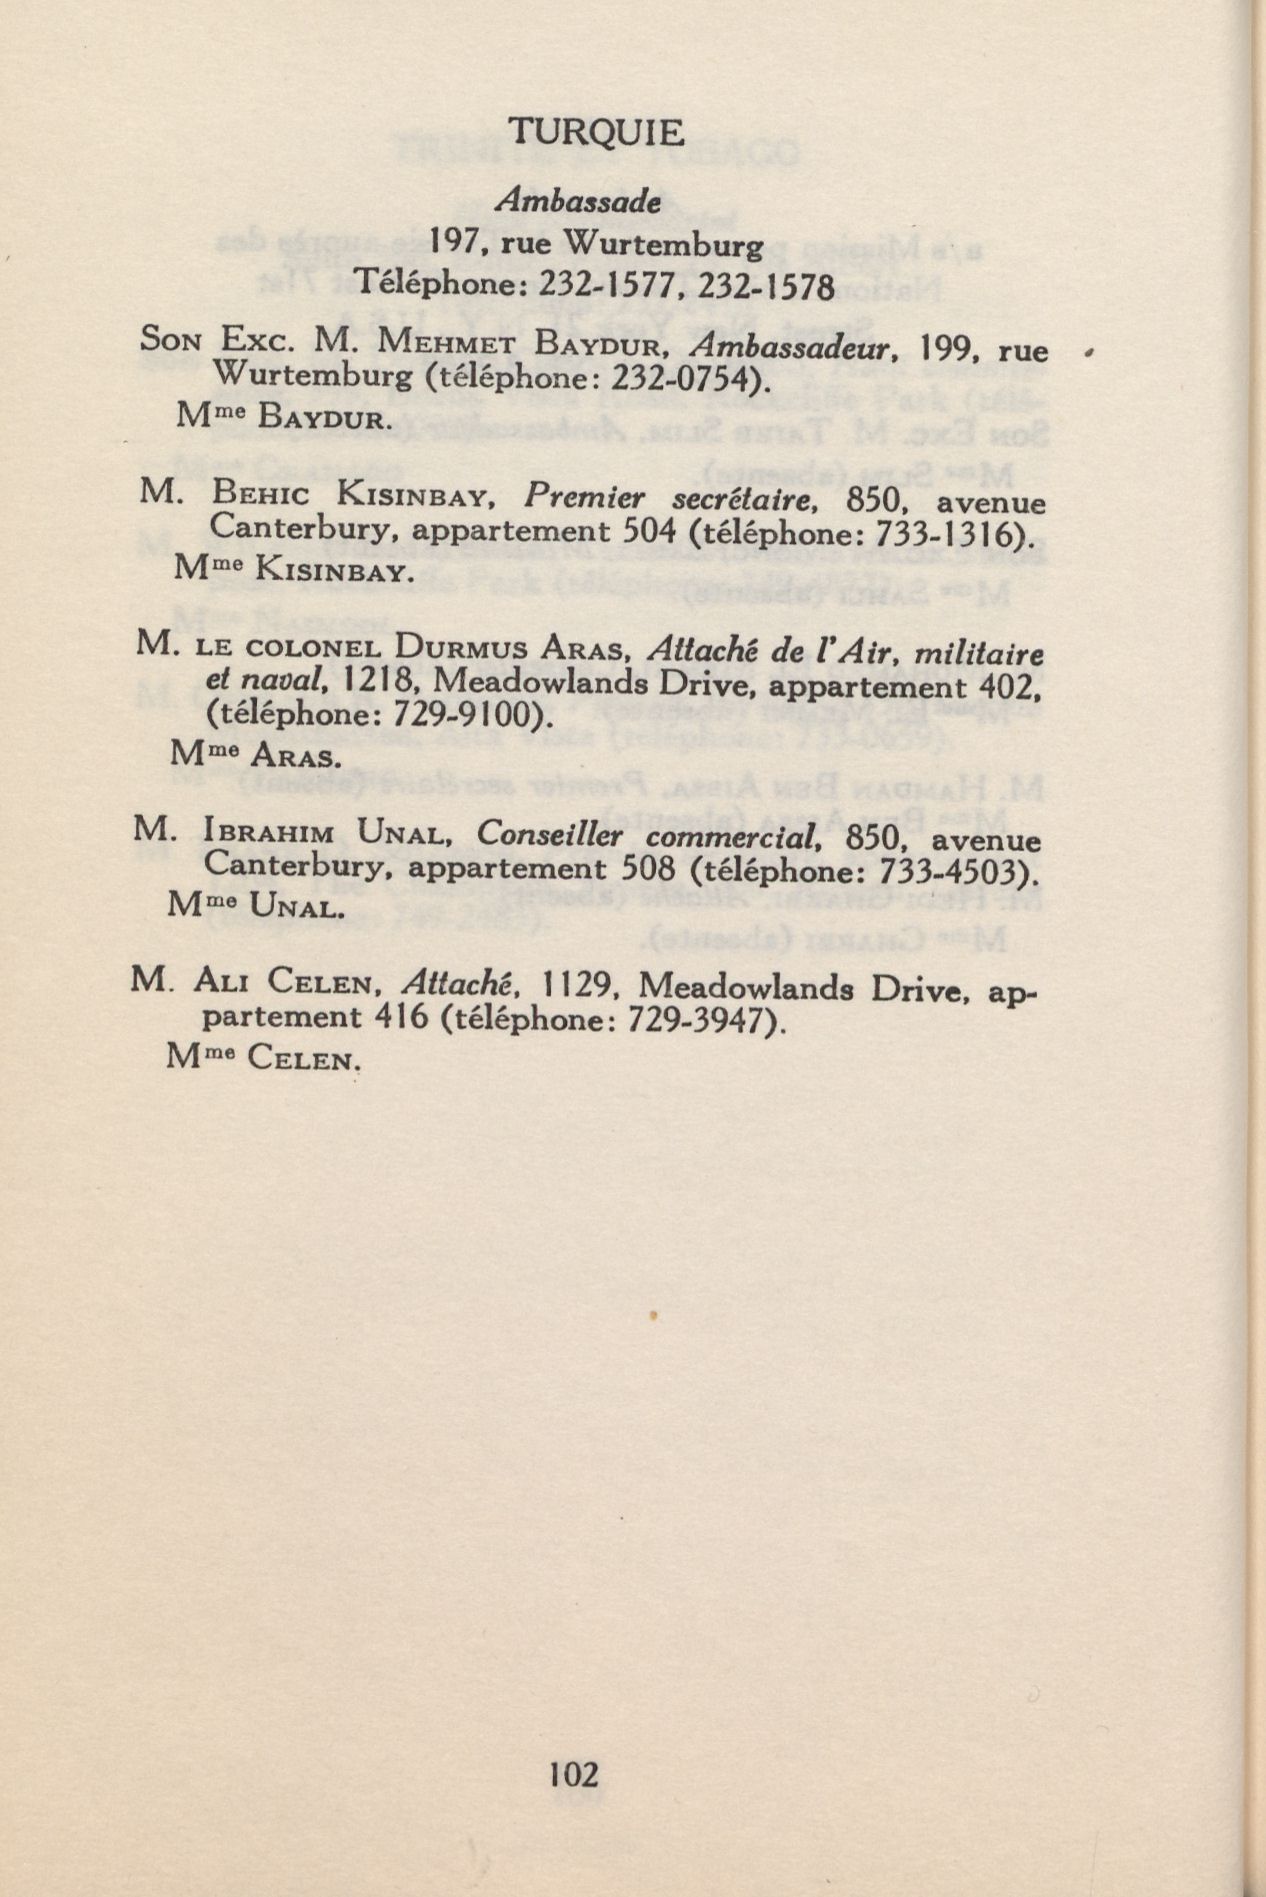 TURQUIE
Ambassade
197, rue Wurtemburg
Téléphone: 232-1577, 232-1578
SON EXC. M. MEHMET BAYDUR, Ambassadeur, 199, rue
Wurtemburg (téléphone: 232-0754).
Mme BAYDUR.
M. BEHIC KISINBAY, Premier secrétaire, 850, avenue
Canterbury, appartement 504 (téléphone: 733-1316).
Mme KISINBAY.
M. LE COLONEL DURMUS ARAS, Attaché de l'Air, militaire
et naval, 1218, Meadowlands Drive, appartement 402,
(téléphone: 729-9100).
Mme ARAS.
M. IBRAHIM UNAL, Conseiller commercial, 850, avenue
Canterbury, appartement 508 (téléphone: 733-4503).
Mme UNAL.
M. ALI CELEN, Attaché, 1129, Meadowlands Drive, ap-
partement 416 (téléphone: 729-3947).
Mme CELEN.
102